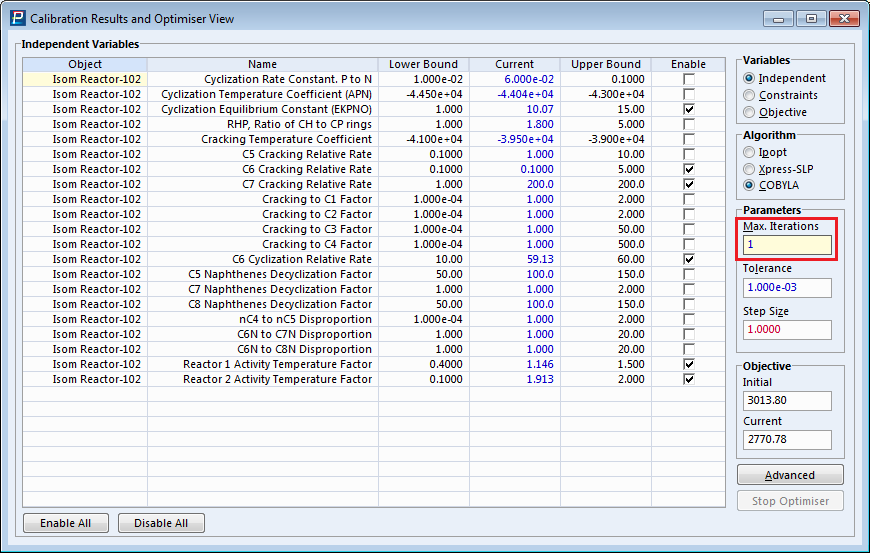 Calibration Results and Optimiser View
Independent Variables
Object Name Lower Bound Current Upper Bound Enable
Isom Reactor-102 Cyclization Rate Constant. P to N 1.000e-02 6.000e-02 0.1000
Isom Reactor-102 Cyclization Temperature Coefficient (APN) -4.450e+04 -4.404e+04 -4.300e+04
Isom Reactor-102 Cyclization Equilibrium Constant (EKPNO) 1.000 10.07 15.00
Isom Reactor-102 RHP, Ratio of CH to CP rings 1.000 1.800 5.000
Isom Reactor-102 Cracking Temperature Coefficient -4.100e+04 -3.950e+04 -3.900e+04
Isom Reactor-102 C5 Cracking Relative Rate 0.1000 1.000 10.00
Isom Reactor-102 C6 Cracking Relative Rate 0.1000 0.1000 5.000
Isom Reactor-102 C7 Cracking Relative Rate 1.000 200.0 200.0
Isom Reactor-102 Cracking to C1 Factor 1.000e-04 1.000 2.000
Isom Reactor-102 Cracking to C2 Factor 1.000e-04 1.000 2.000
Isom Reactor-102 Cracking to C3 Factor 1.000e-04 1.000 50.00
Isom Reactor-102 Cracking to C4 Factor 1.000e-04 1.000 500.0
Isom Reactor-102 C6 Cyclization Relative Rate 10.00 59.13 60.00
Isom Reactor-102 C5 Naphthenes Decyclization Factor 50.00 100.0 150.0
Isom Reactor-102 C7 Naphthenes Decyclization Factor 1.000 1.000 2.000
Isom Reactor-102 C8 Naphthenes Decyclization Factor 50.00 100.0 150.0
Isom Reactor-102 nC4 to nC5 Disproportion 1.000e-04 1.000 2.000
Isom Reactor-102 C6N to C7N Disproportion 1.000 1.000 20.00
Isom Reactor-102 C6N to C8N Disproportion 1.000 1.000 20.00
Isom Reactor-102 Reactor 1 Activity Temperature Factor 0.4000 1.146 1.500
Isom Reactor-102 Reactor 2 Activity Temperature Factor 0.1000 1.913 2.000
Enable All Disable All
Variables
Independent
Constraints
Objective
Algorithm
Ipopt
Xpress-SLP
COBYLA
Parameters
Max. Iterations
1
Tolerance
1.000e-03
Step Size
1.0000
Objective
Initial
3013.80
Current
2770.78
Advanced
Stop Optimiser